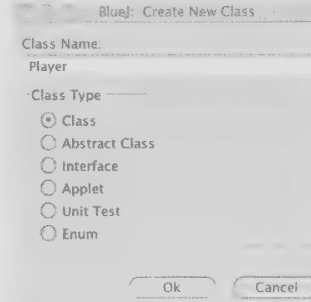 BlueJ: Create New Class
Class Name:
Player
Class Type
Class
Abstract Class
Interface
Applet
Unit Test
Enum
Ok Cancel